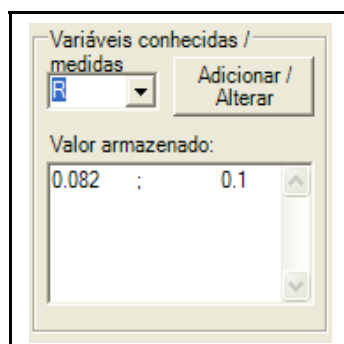 Variáveis conhecidas /
medidas
R
Adicionar /
Alterar
Valor armazenado:
0.082 ; 0.1